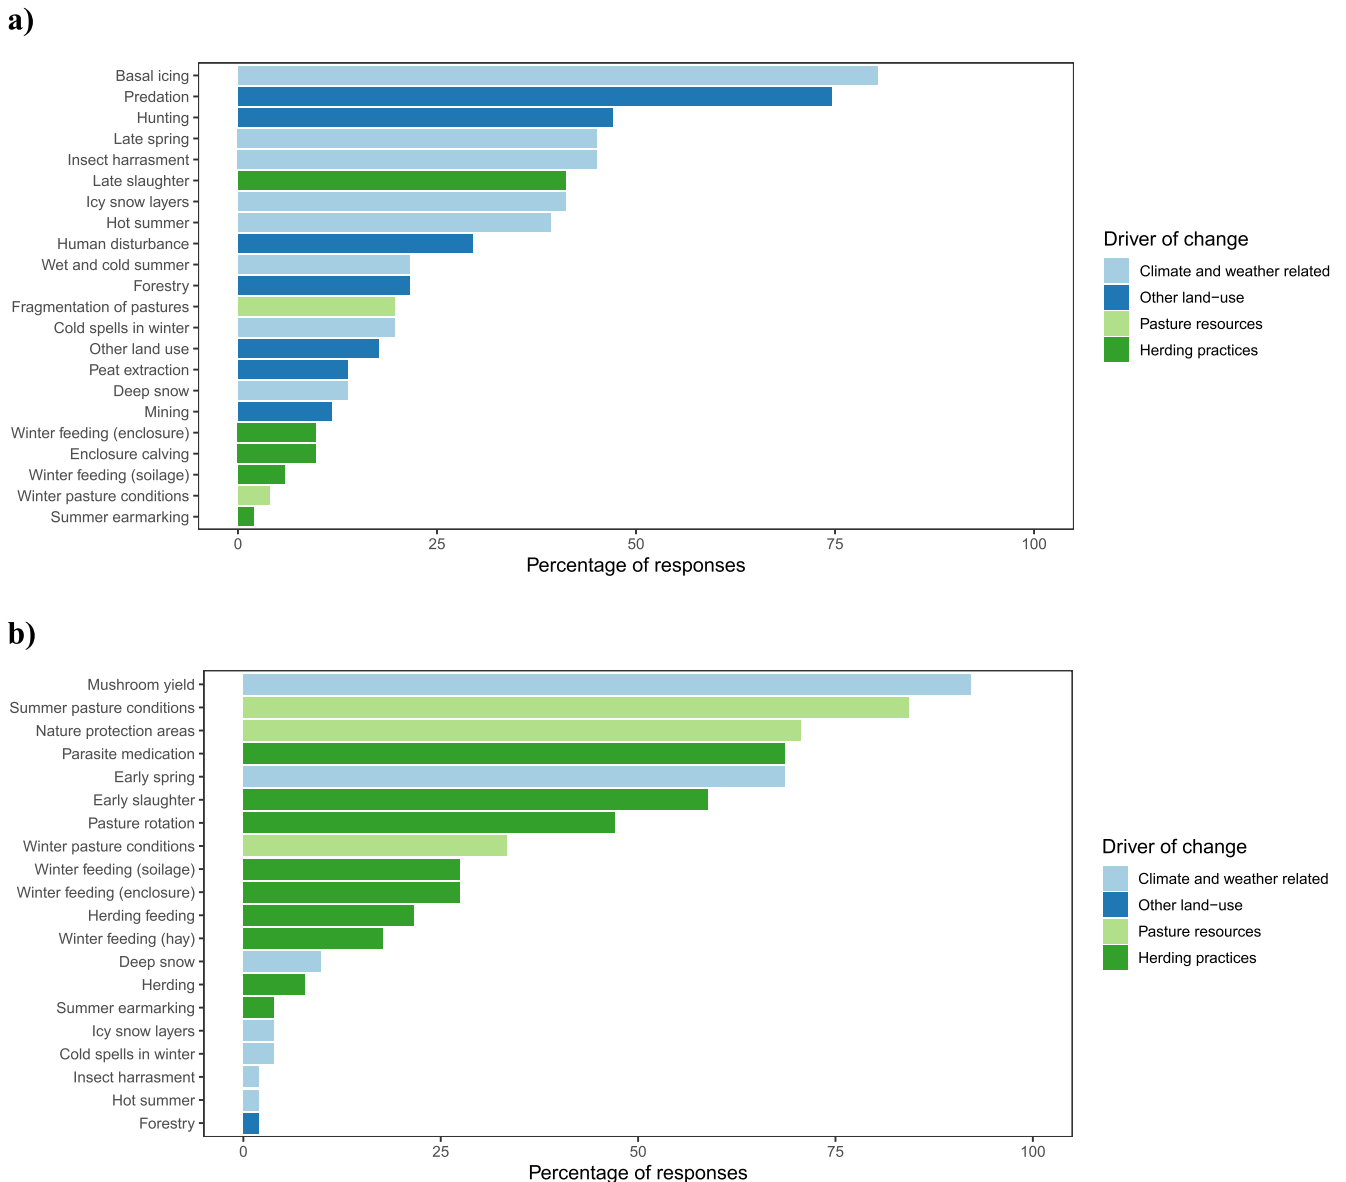 a)
Basal icing
Predation
Hunting
Late spring
Insect harrasment
Late slaughter
Icy snow layers
Hot summer
Human disturbance
Wet and cold summer
Forestry
Fragmentation of pastures
Cold spells in winter
Other land use
Peat extraction
Deep snow
Mining
Winter feeding (enclosure)
Enclosure calving
Winter feeding (soilage)
Winter pasture conditions
Summer earmarking
0 25 50 75 100
Percentage of responses
Driver of change
Climate and weather related
Other land−use
Pasture resources
Herding practices
b)
Mushroom yield
Summer pasture conditions
Nature protection areas
Parasite medication
Early spring
Early slaughter
Pasture rotation
Winter pasture conditions
Winter feeding (soilage)
Winter feeding (enclosure)
Herding feeding
Winter feeding (hay)
Deep snow
Herding
Summer earmarking
Icy snow layers
Cold spells in winter
Insect harrasment
Hot summer
Forestry
0 25 50 75 100
Percentage of responses
Driver of change
Climate and weather related
Other land−use
Pasture resources
Herding practices